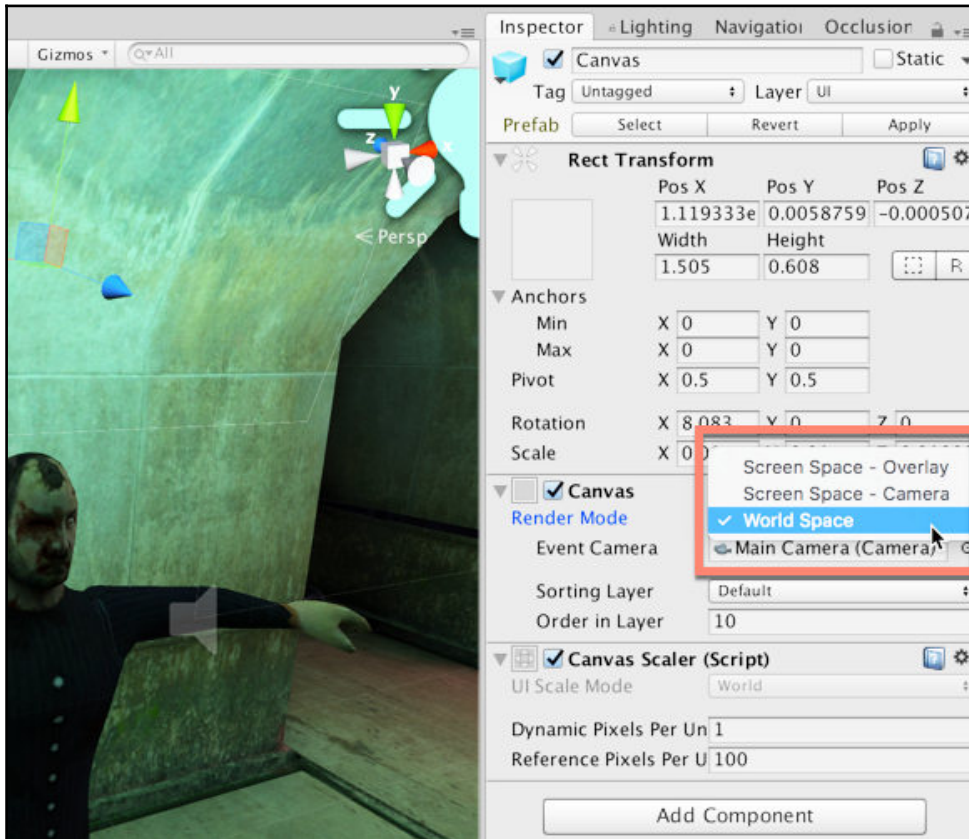 Inspector Lighting Navigatioı Occlusior
Gizmos All
Canvas Static
Tag Untagged Layer UI
Prefab Select Revert Apply
y
z x
Persp
Rect Transform
Pos X Pos Y Pos Z
1.119333e 0.0058759 -0.000507
Width Height
1.505 0.608 R
Anchors
Min X 0 Y 0
Max X 0 Y 0
Pivot X 0.5 Y 0.5
Rotation X 8.083 Y 0 Z 0
Scale X
Screen Space - Overlay
Screen Space - Camera
Canvas
Render Mode World Space
Event Camera Main Camera (Camera)
Sorting Layer Default
Order in Layer 10
Canvas Scaler (Script)
UI Scale Mode World
Dynamic Pixels Per Un 1
Reference Pixels Per U 100
Add Component